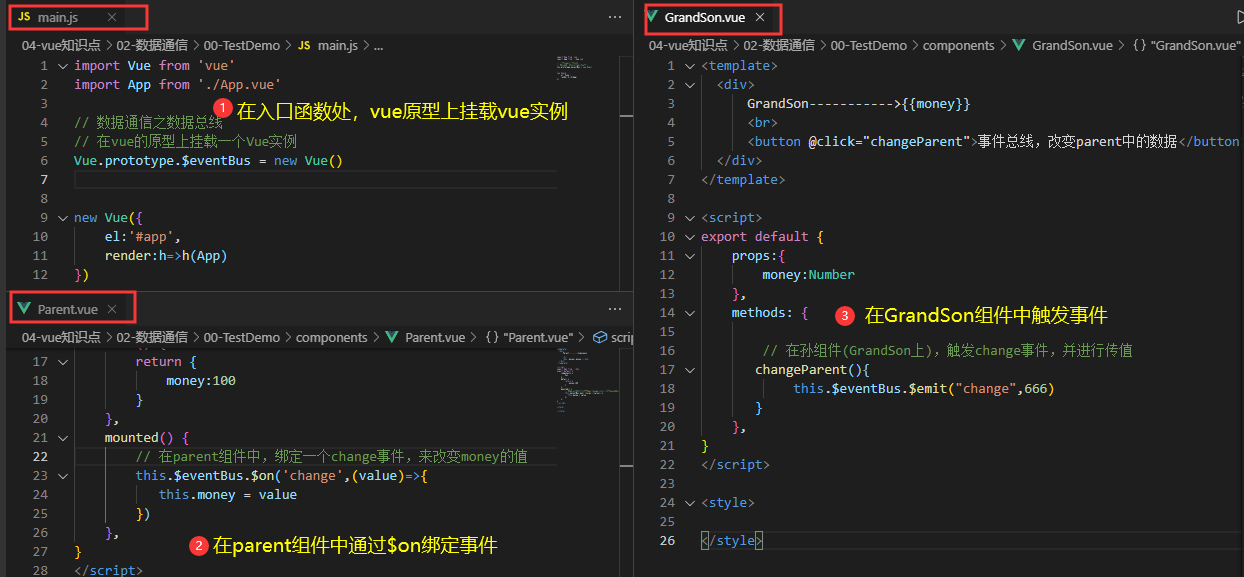 JS main.js ×
04-vue知识点 > 02-数据通信 > 00-TestDemo > JS main.js > ...
1 import Vue from 'vue'
2 import App from './App.vue'
3
① 在入口函数处，vue原型上挂载vue实例
4 // 数据通信之数据总线
5 // 在vue的原型上挂载一个Vue实例
6 Vue.prototype.$eventBus = new Vue()
7
8
9 new Vue({
10 el:'#app',
11 render:h=>h(App)
12 })
Parent.vue ×
04-vue知识点 > 02-数据通信 > 00-TestDemo > components > Parent.vue > {} "Parent.vue" > scrip
17 return {
18 money:100
19 }
20 },
21 mounted() {
22 // 在parent组件中，绑定一个change事件，来改变money的值
23 this.$eventBus.$on('change',(value)=>{
24 this.money = value
25 })
26 },
② 在parent组件中通过$on绑定事件
27 }
28 </script>
GrandSon.vue ×
04-vue知识点 > 02-数据通信 > 00-TestDemo > components > GrandSon.vue > {} "GrandSon.vue"
1 <template>
2 <div>
3 GrandSon----------->{{money}}
4 <br>
5 <button @click="changeParent">事件总线，改变parent中的数据</button
6 </div>
7 </template>
8
9 <script>
10 export default {
11 props:{
12 money:Number
13 },
14 methods: {
③ 在GrandSon组件中触发事件
15
16 // 在孙组件(GrandSon上)，触发change事件，并进行传值
17 changeParent(){
18 this.$eventBus.$emit("change",666)
19 }
20 },
21 }
22 </script>
23
24 <style>
25
26 </style>